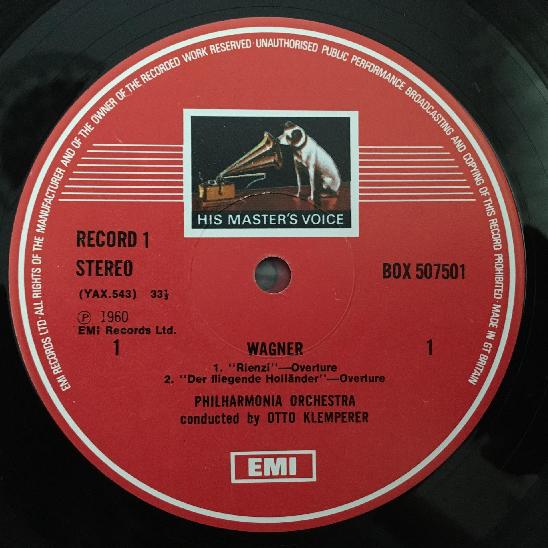 EMI RECORDS LTD·ALL RIGHTS OF THE MANUFACTURER AND OF THE OWNER OF THE RECORDED WORK RESERVED·UNAUTHORISED PUBLIC PERFORMANCE BROADCASTING AND COPYING OF THIS RECORD PROHIBITED·MADE IN GT BRITAIN
HIS MASTER'S VOICE
RECORD 1
STEREO
BOX 507501
(YAX.543) 33⅓
Ⓟ 1960
EMI Records Ltd.
1 WAGNER 1
1. "Rienzi"—Overture
2. "Der fliegende Holländer"—Overture
PHILHARMONIA ORCHESTRA
conducted by OTTO KLEMPERER
EMI